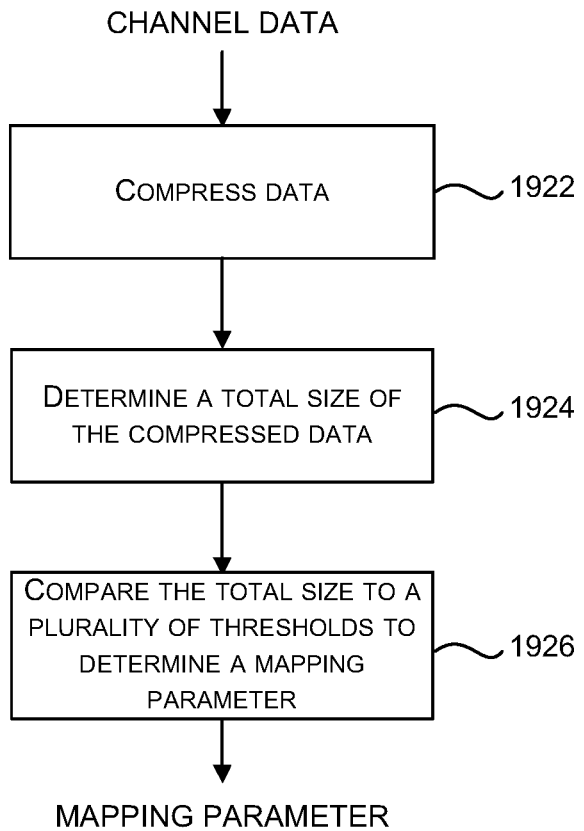 CHANNEL DATA
COMPRESS DATA
1922
DETERMINE A TOTAL SIZE OF
THE COMPRESSED DATA
1924
COMPARE THE TOTAL SIZE TO A
PLURALITY OF THRESHOLDS TO
DETERMINE A MAPPING
PARAMETER
1926
MAPPING PARAMETER